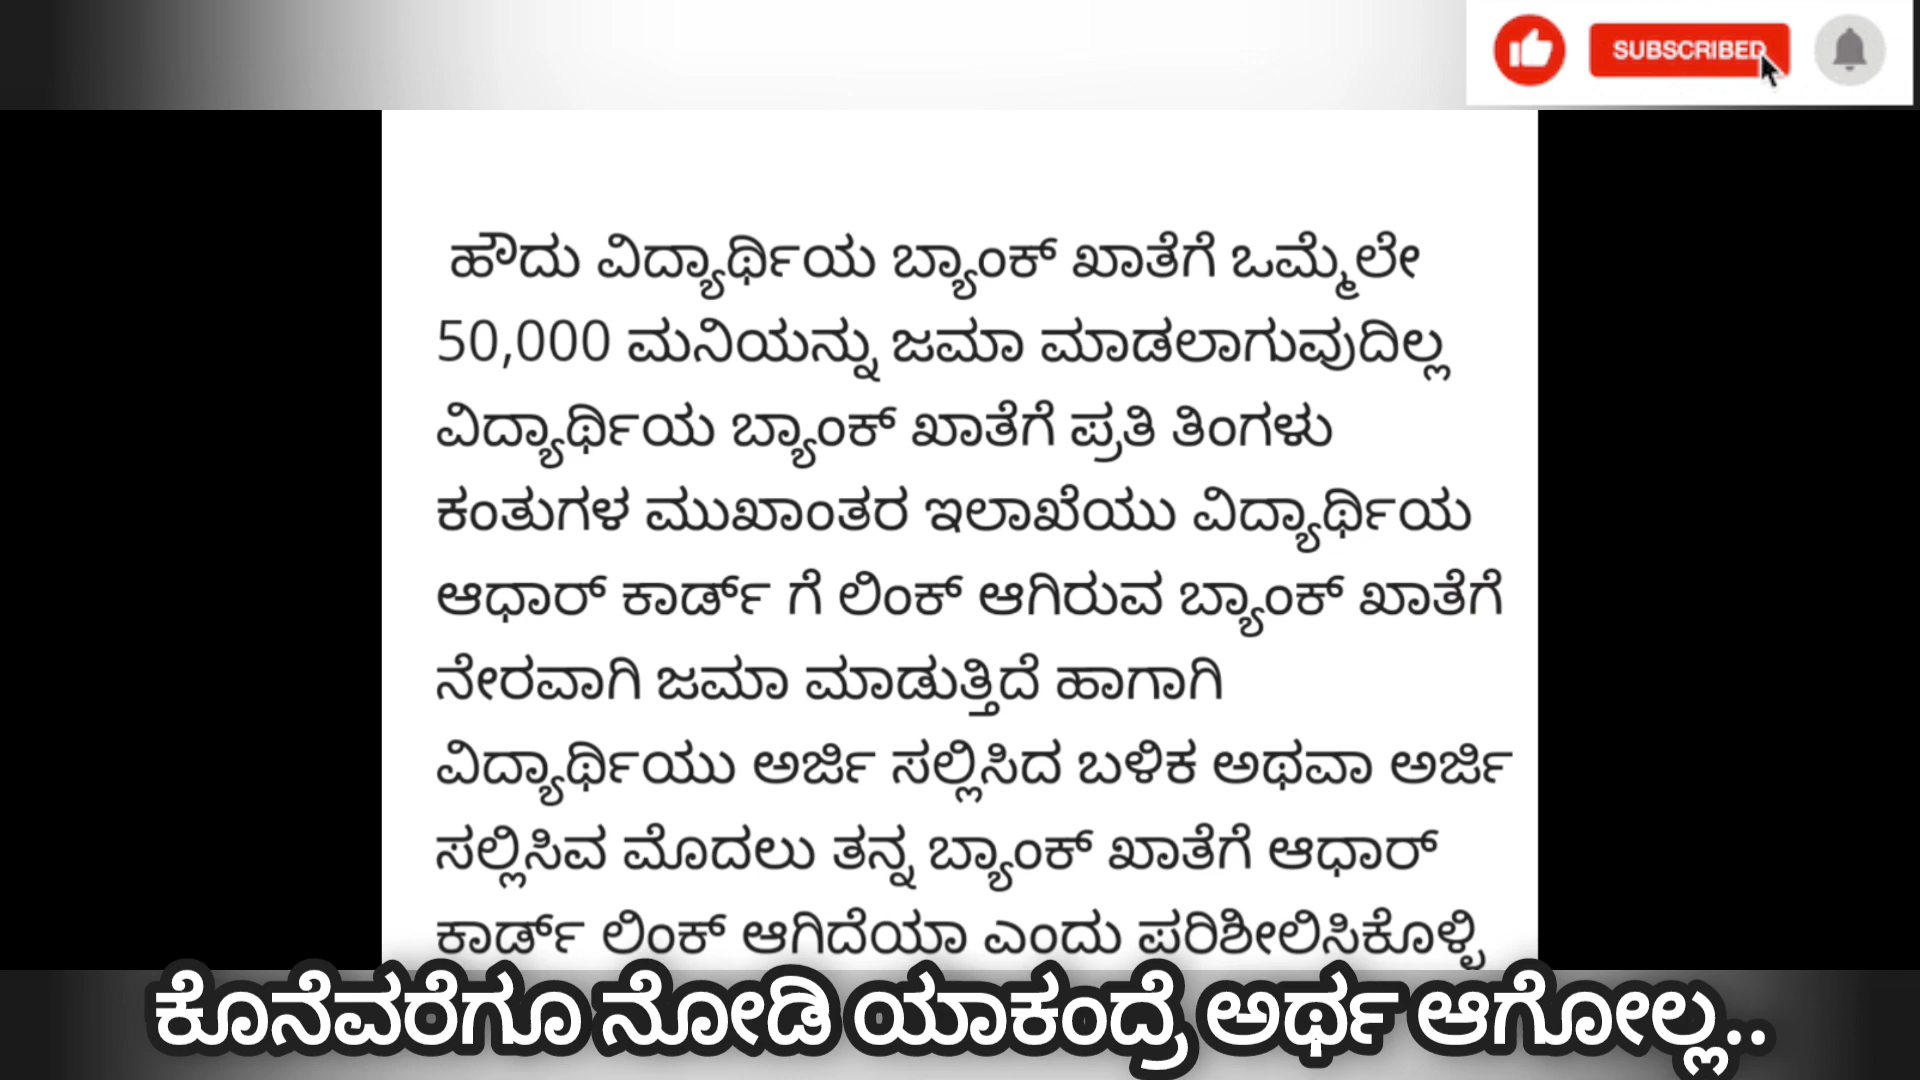 SUBSCRIBED
ಹೌದು ವಿದ್ಯಾರ್ಥಿಯ ಬ್ಯಾಂಕ್ ಖಾತೆಗೆ ಒಮ್ಮೆಲೇ
50,000 ಮನಿಯನ್ನು ಜಮಾ ಮಾಡಲಾಗುವುದಿಲ್ಲ
ವಿದ್ಯಾರ್ಥಿಯ ಬ್ಯಾಂಕ್ ಖಾತೆಗೆ ಪ್ರತಿ ತಿಂಗಳು
ಕಂತುಗಳ ಮುಖಾಂತರ ಇಲಾಖೆಯು ವಿದ್ಯಾರ್ಥಿಯ
ಆಧಾರ್ ಕಾರ್ಡ್ ಗೆ ಲಿಂಕ್ ಆಗಿರುವ ಬ್ಯಾಂಕ್ ಖಾತೆಗೆ
ನೇರವಾಗಿ ಜಮಾ ಮಾಡುತ್ತಿದೆ ಹಾಗಾಗಿ
ವಿದ್ಯಾರ್ಥಿಯು ಅರ್ಜಿ ಸಲ್ಲಿಸಿದ ಬಳಿಕ ಅಥವಾ ಅರ್ಜಿ
ಸಲ್ಲಿಸಿವ ಮೊದಲು ತನ್ನ ಬ್ಯಾಂಕ್ ಖಾತೆಗೆ ಆಧಾರ್
ಕಾರ್ಡ್ ಲಿಂಕ್ ಆಗಿದೆಯಾ ಎಂದು ಪರಿಶೀಲಿಸಿಕೊಳ್ಳಿ
ಕೊನೆವರೆಗೂ ನೋಡಿ ಯಾಕಂದ್ರೆ ಅರ್ಥ ಆಗೋಲ್ಲ..